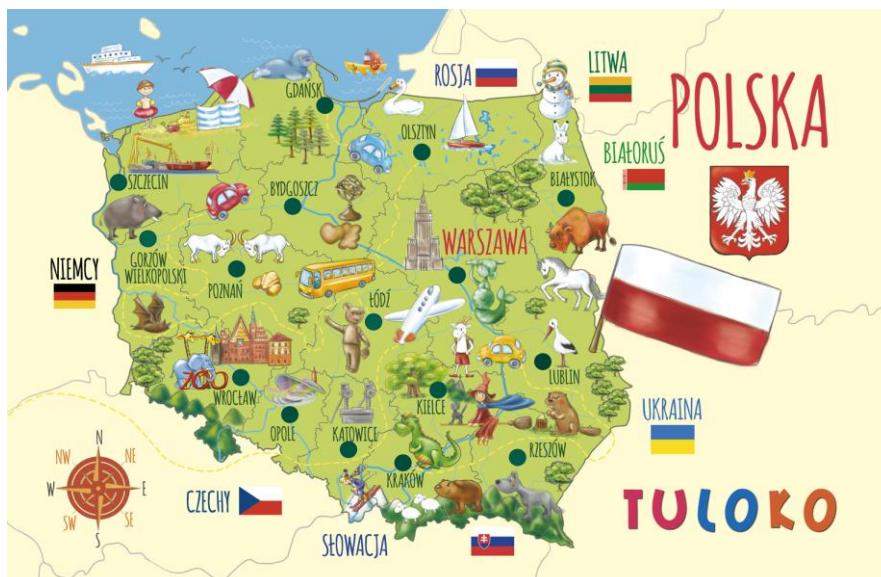 POLSKA
ROSJA
LITWA
BIAŁORUŚ
GDAŃSK
OLSZTYN
SZCZECIN
BYDGOSZCZ
BIAŁYSTOK
WARSZAWA
GORZÓW
WIELKOPOLSKI
NIEMCY
POZNAŃ
ŁÓDŹ
ZOO
WROCŁAW
LUBLIN
KIELCE
OPOLE
KATOWICE
UKRAINA
RZESZÓW
KRAKÓW
N
NW
NE
W
E
SW
SE
S
CZECHY
SŁOWACJA
TULOKO